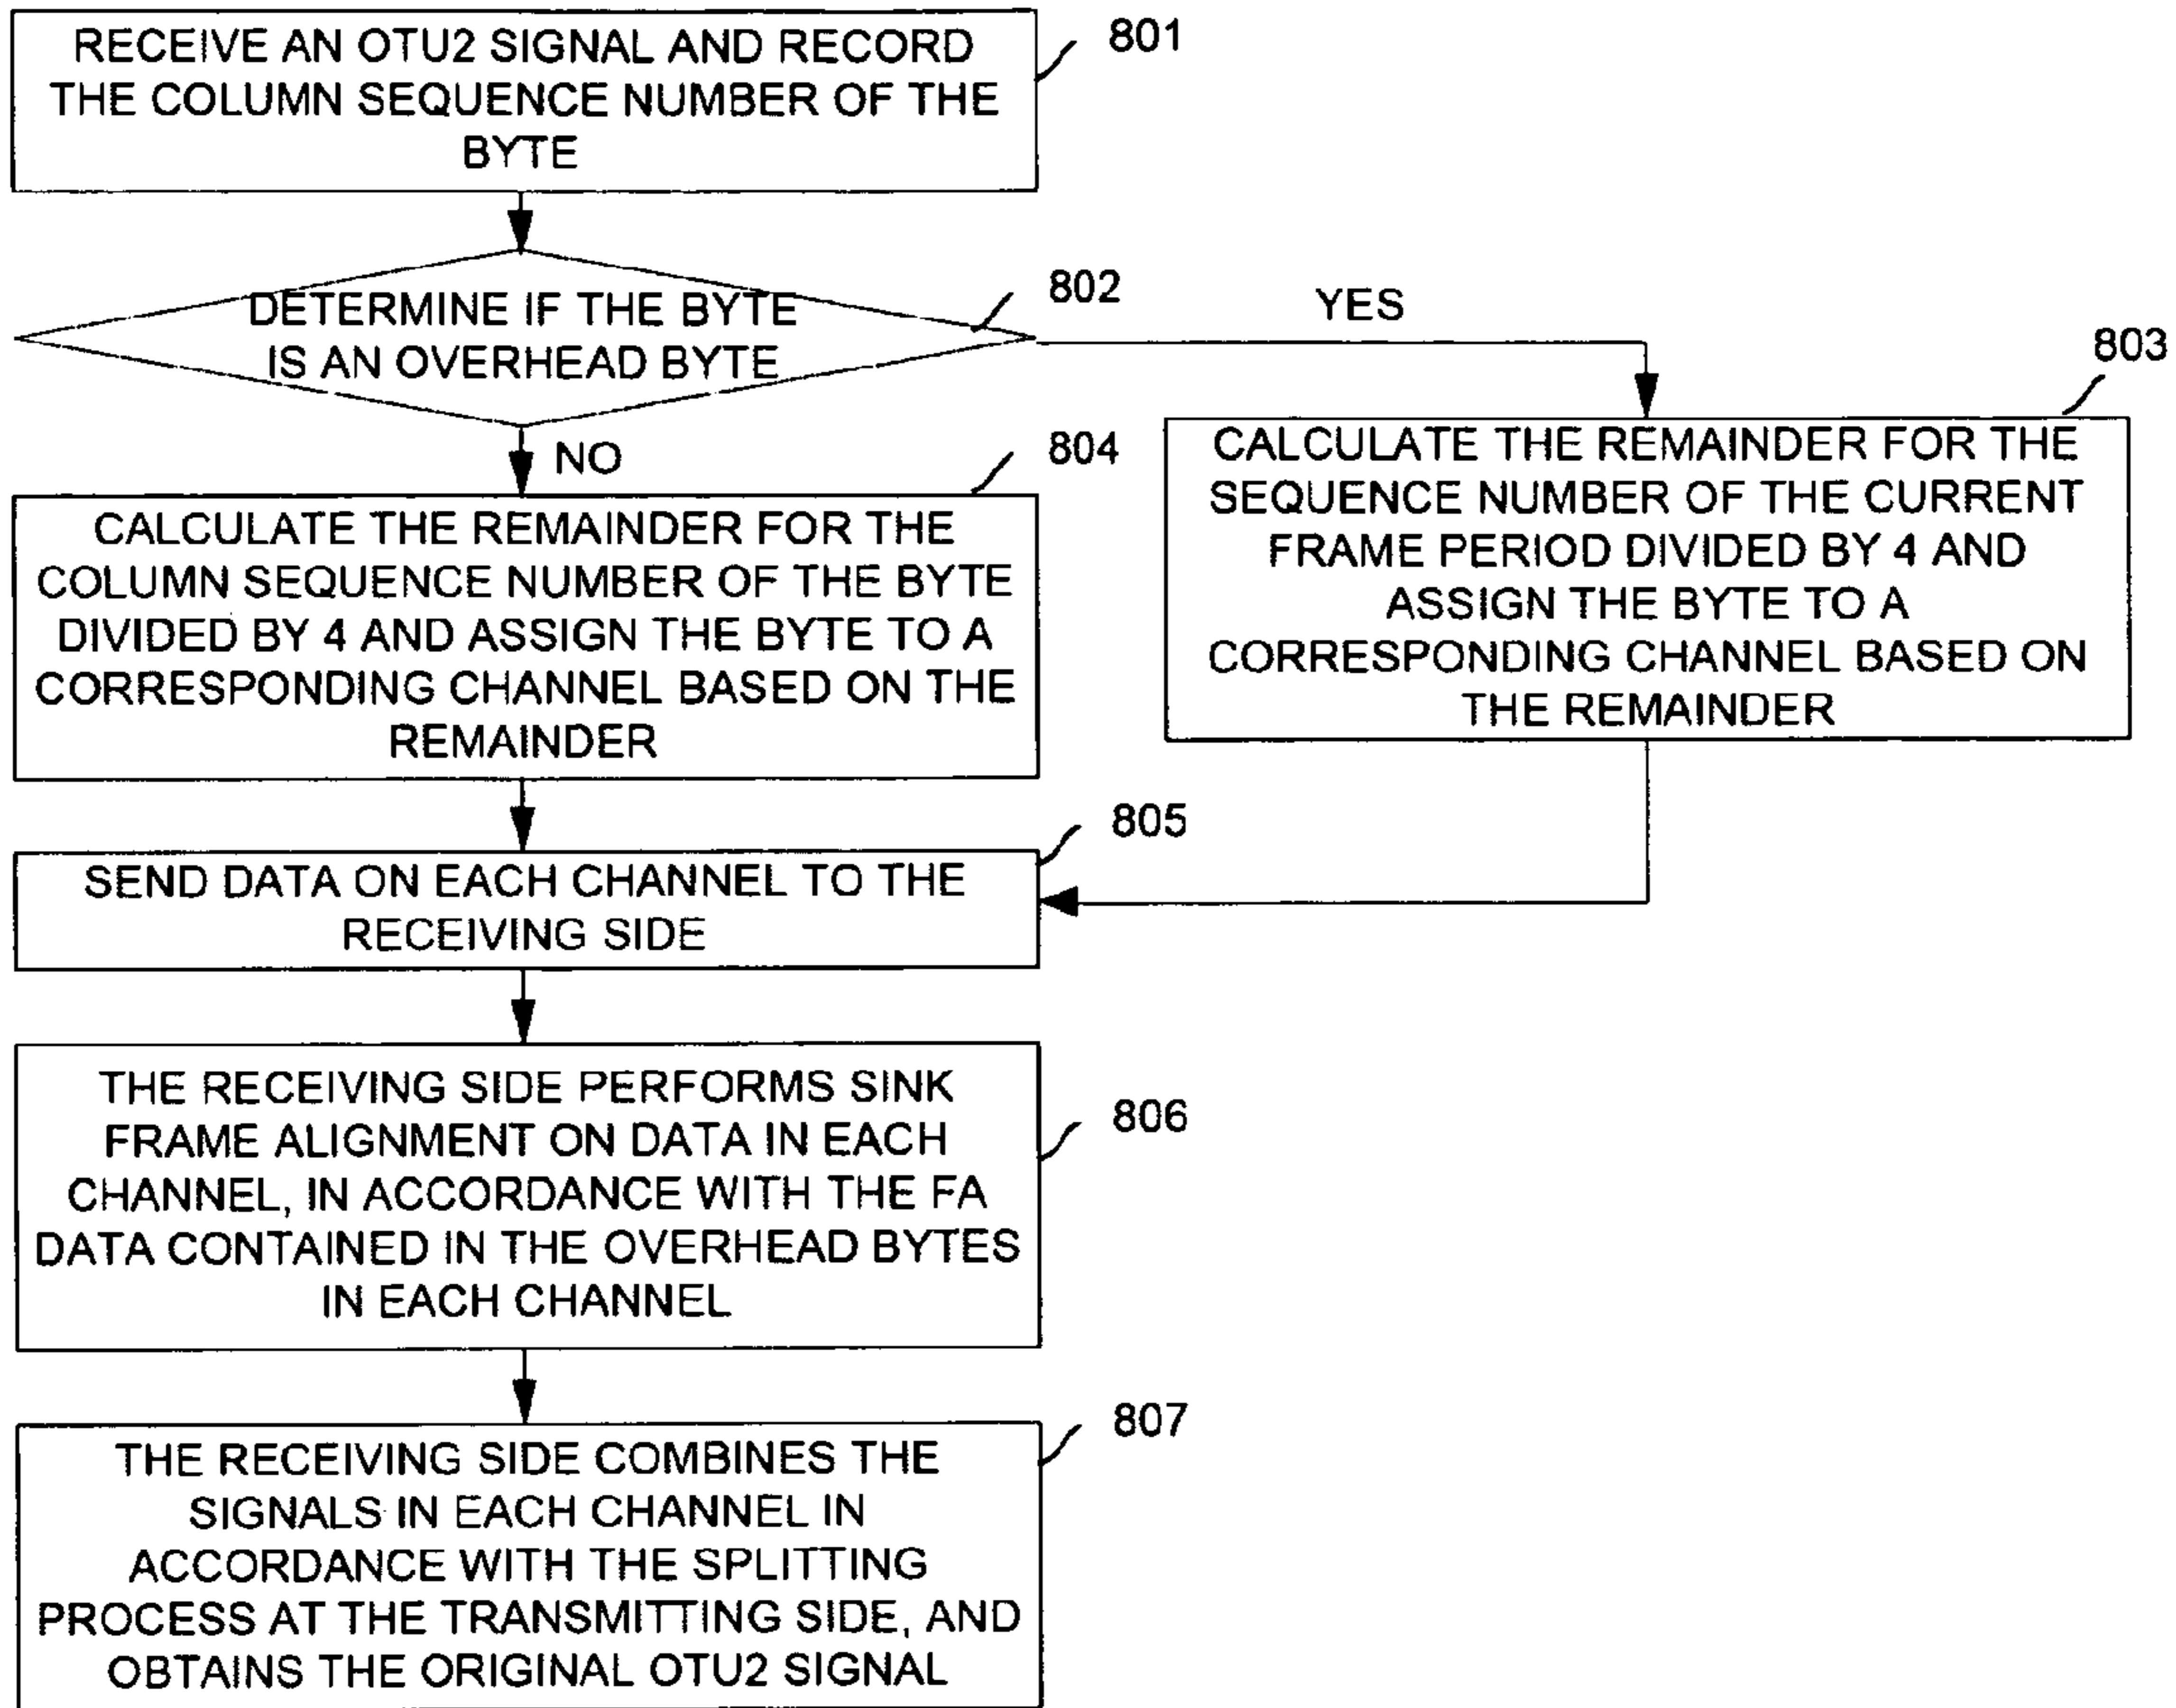 RECEIVE AN OTU2 SIGNAL AND RECORD
THE COLUMN SEQUENCE NUMBER OF THE
BYTE
801
DETERMINE IF THE BYTE
IS AN OVERHEAD BYTE
802
YES
803
CALCULATE THE REMAINDER FOR THE
SEQUENCE NUMBER OF THE CURRENT
FRAME PERIOD DIVIDED BY 4 AND
ASSIGN THE BYTE TO A
CORRESPONDING CHANNEL BASED ON
THE REMAINDER
NO
804
CALCULATE THE REMAINDER FOR THE
COLUMN SEQUENCE NUMBER OF THE BYTE
DIVIDED BY 4 AND ASSIGN THE BYTE TO A
CORRESPONDING CHANNEL BASED ON THE
REMAINDER
805
SEND DATA ON EACH CHANNEL TO THE
RECEIVING SIDE
THE RECEIVING SIDE PERFORMS SINK
FRAME ALIGNMENT ON DATA IN EACH
CHANNEL, IN ACCORDANCE WITH THE FA
DATA CONTAINED IN THE OVERHEAD BYTES
IN EACH CHANNEL
806
THE RECEIVING SIDE COMBINES THE
SIGNALS IN EACH CHANNEL IN
ACCORDANCE WITH THE SPLITTING
PROCESS AT THE TRANSMITTING SIDE, AND
OBTAINS THE ORIGINAL OTU2 SIGNAL
807